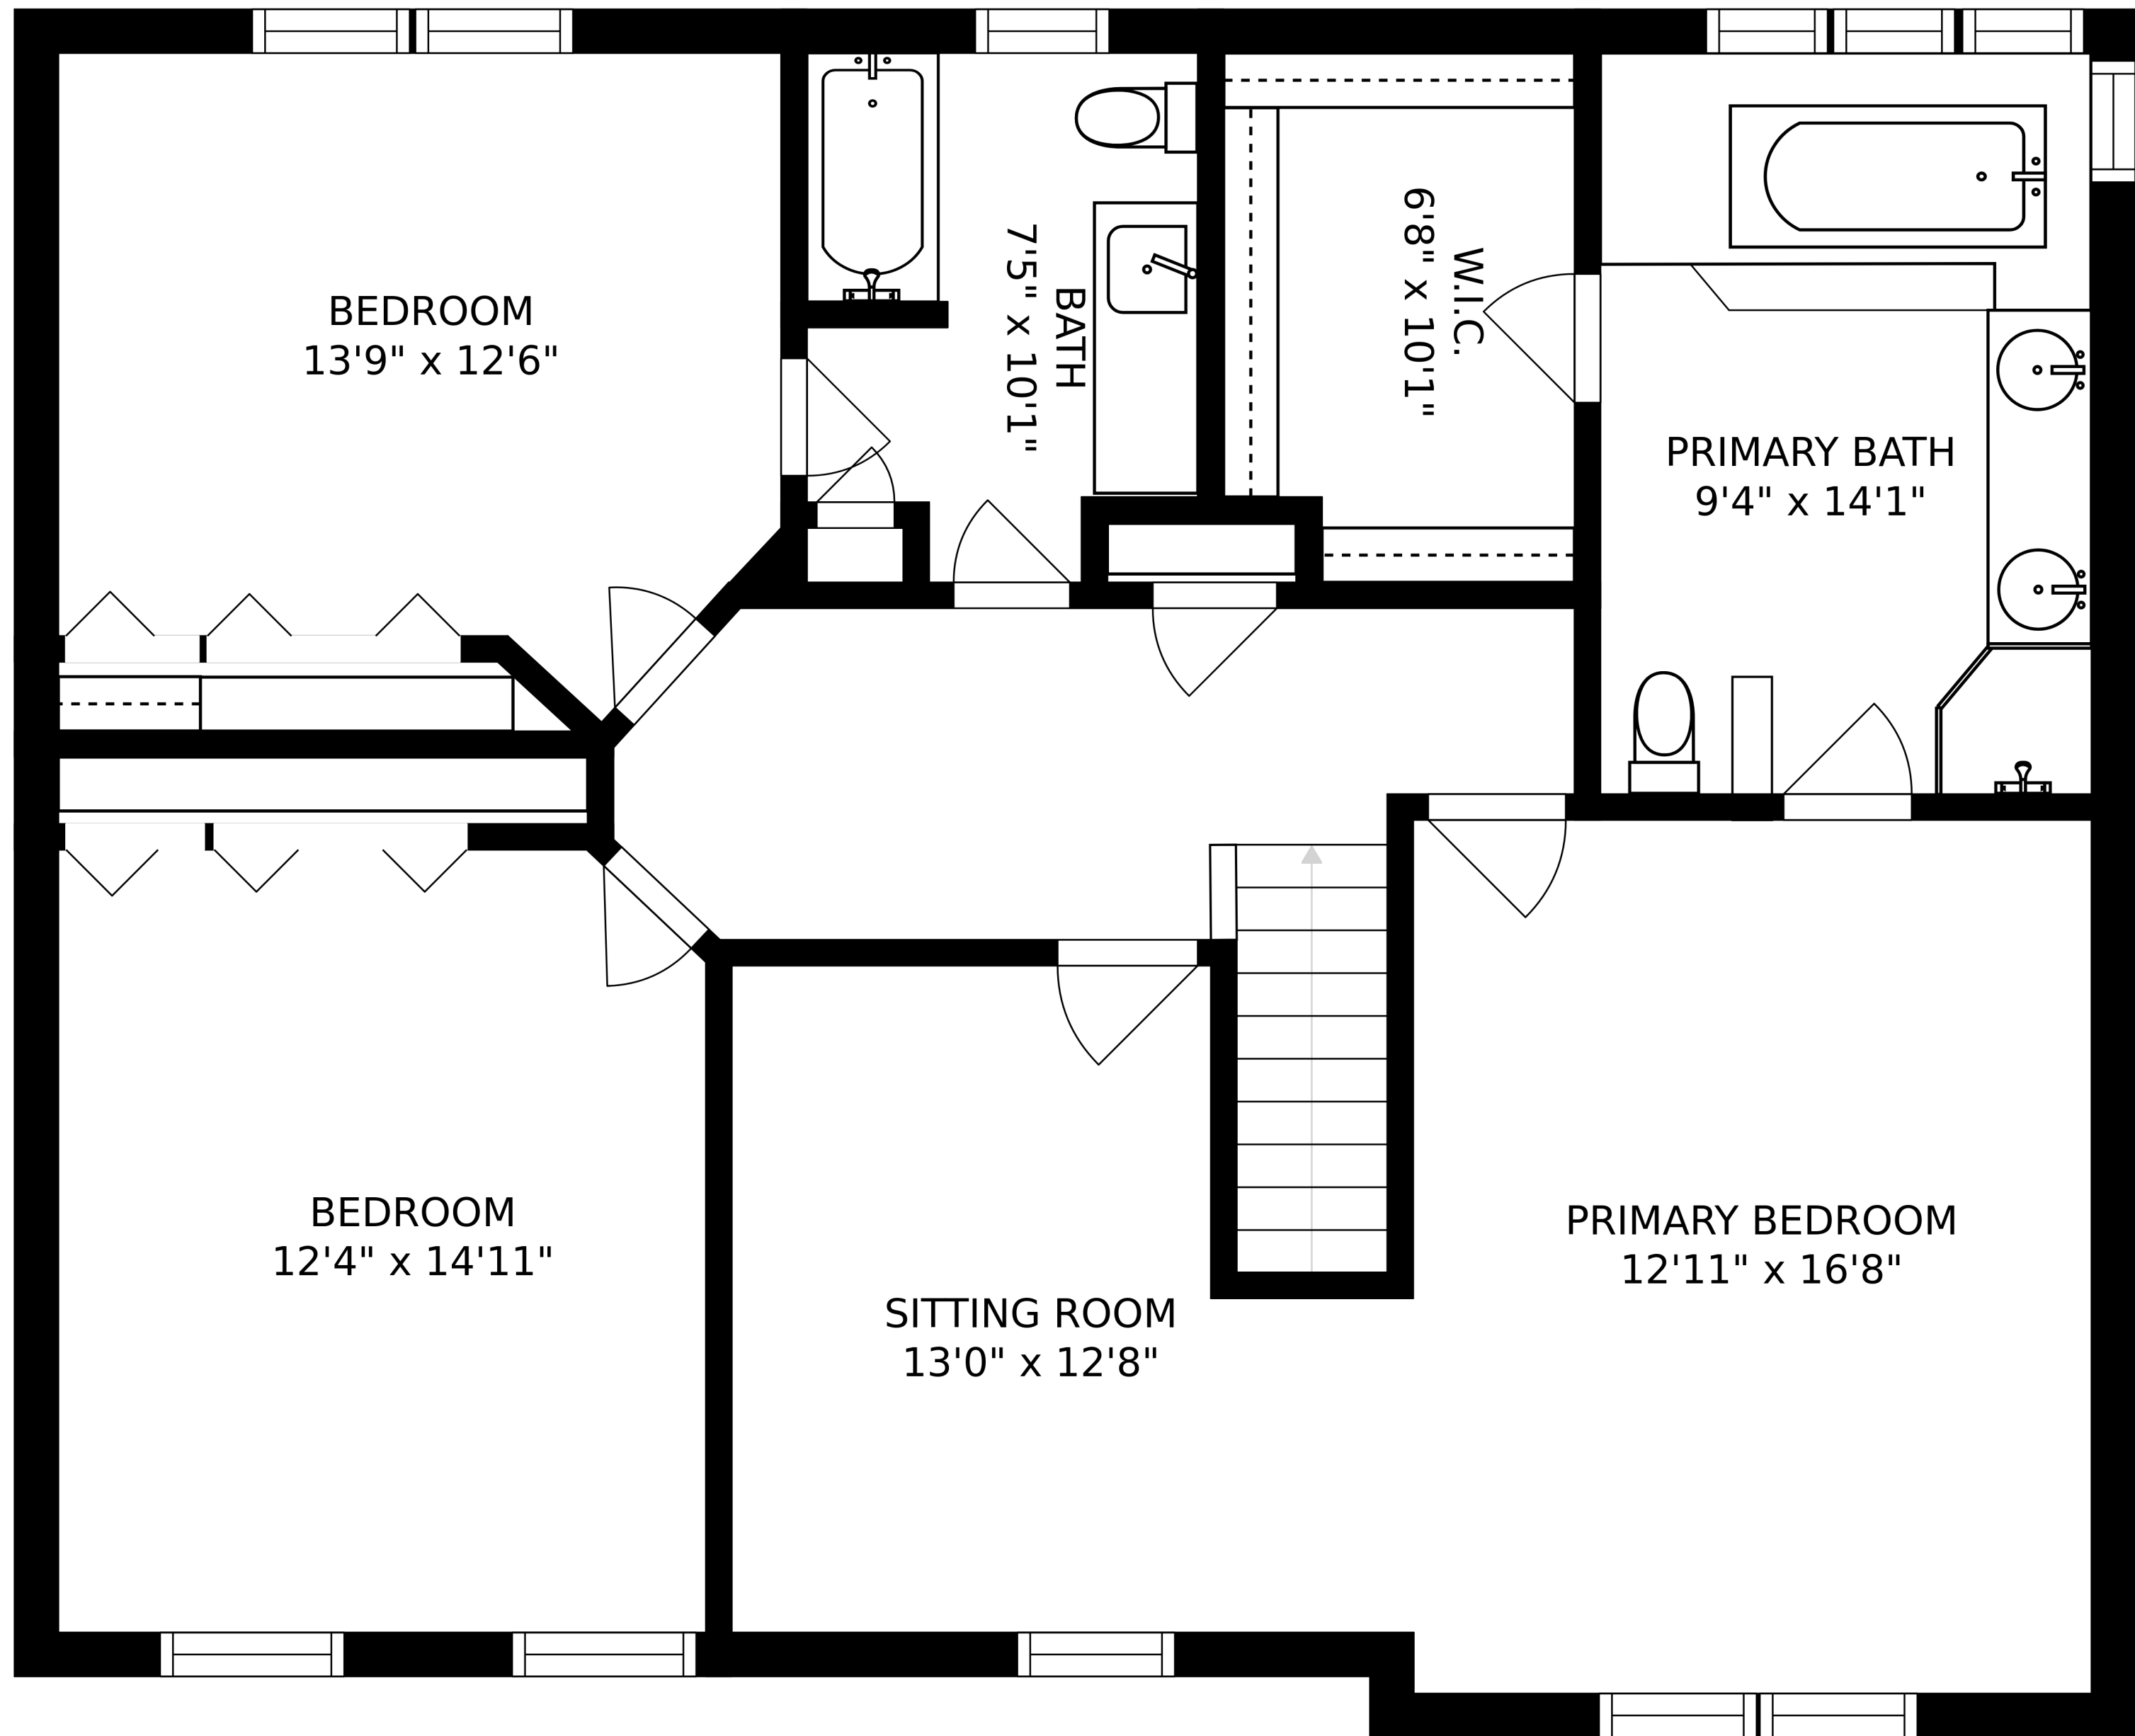 BEDROOM
13'9" x 12'6"
BATH
7'5" x 10'1"
W.I.C.
6'8" x 10'1"
PRIMARY BATH
9'4" x 14'1"
BEDROOM
12'4" x 14'11"
SITTING ROOM
13'0" x 12'8"
PRIMARY BEDROOM
12'11" x 16'8"